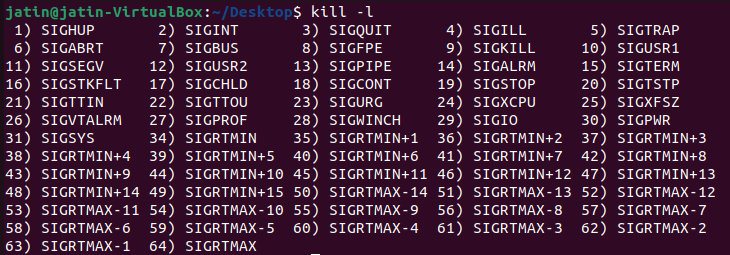 jatin@jatin-VirtualBox:~/Desktop$ kill -l
 1) SIGHUP       2) SIGINT       3) SIGQUIT      4) SIGILL       5) SIGTRAP
 6) SIGABRT      7) SIGBUS       8) SIGFPE       9) SIGKILL     10) SIGUSR1
11) SIGSEGV     12) SIGUSR2     13) SIGPIPE     14) SIGALRM     15) SIGTERM
16) SIGSTKFLT   17) SIGCHLD     18) SIGCONT     19) SIGSTOP     20) SIGTSTP
21) SIGTTIN     22) SIGTTOU     23) SIGURG      24) SIGXCPU     25) SIGXFSZ
26) SIGVTALRM   27) SIGPROF     28) SIGWINCH    29) SIGIO       30) SIGPWR
31) SIGSYS      34) SIGRTMIN    35) SIGRTMIN+1  36) SIGRTMIN+2  37) SIGRTMIN+3
38) SIGRTMIN+4  39) SIGRTMIN+5  40) SIGRTMIN+6  41) SIGRTMIN+7  42) SIGRTMIN+8
43) SIGRTMIN+9  44) SIGRTMIN+10 45) SIGRTMIN+11 46) SIGRTMIN+12 47) SIGRTMIN+13
48) SIGRTMIN+14 49) SIGRTMIN+15 50) SIGRTMAX-14 51) SIGRTMAX-13 52) SIGRTMAX-12
53) SIGRTMAX-11 54) SIGRTMAX-10 55) SIGRTMAX-9  56) SIGRTMAX-8  57) SIGRTMAX-7
58) SIGRTMAX-6  59) SIGRTMAX-5  60) SIGRTMAX-4  61) SIGRTMAX-3  62) SIGRTMAX-2
63) SIGRTMAX-1  64) SIGRTMAX